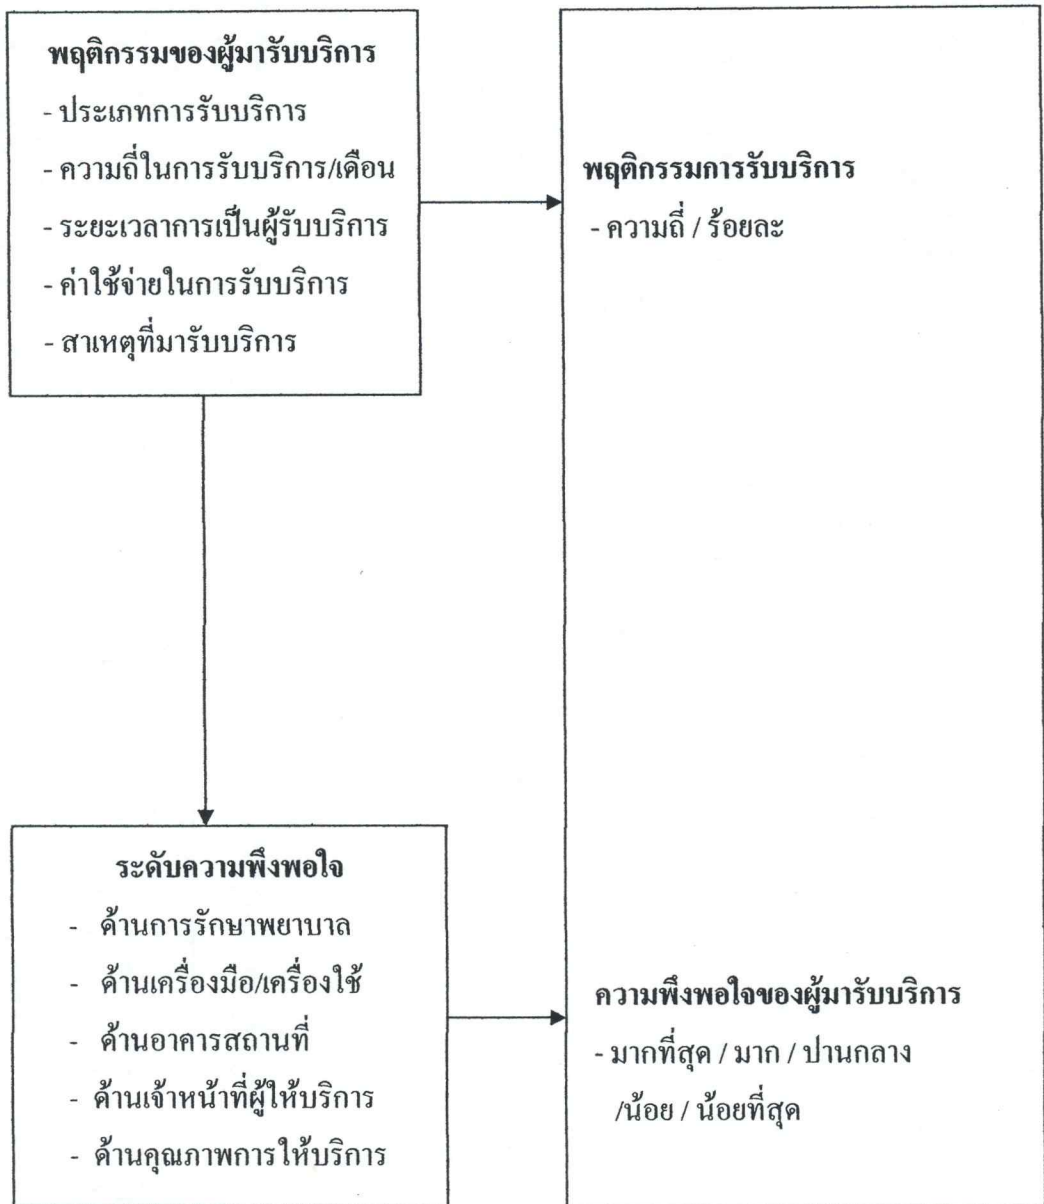 พฤติกรรมของผู้มารับบริการ
- ประเภทการรับบริการ
- ความถี่ในการรับบริการ/เดือน
- ระยะเวลาการเป็นผู้รับบริการ
- ค่าใช้จ่ายในการรับบริการ
- สาเหตุที่มารับบริการ
พฤติกรรมการรับบริการ
- ความถี่ / ร้อยละ
ระดับความพึงพอใจ
- ด้านการรักษาพยาบาล
- ด้านเครื่องมือ/เครื่องใช้
- ด้านอาคารสถานที่
- ด้านเจ้าหน้าที่ผู้ให้บริการ
- ด้านคุณภาพการให้บริการ
ความพึงพอใจของผู้มารับบริการ
- มากที่สุด / มาก / ปานกลาง
/น้อย / น้อยที่สุด